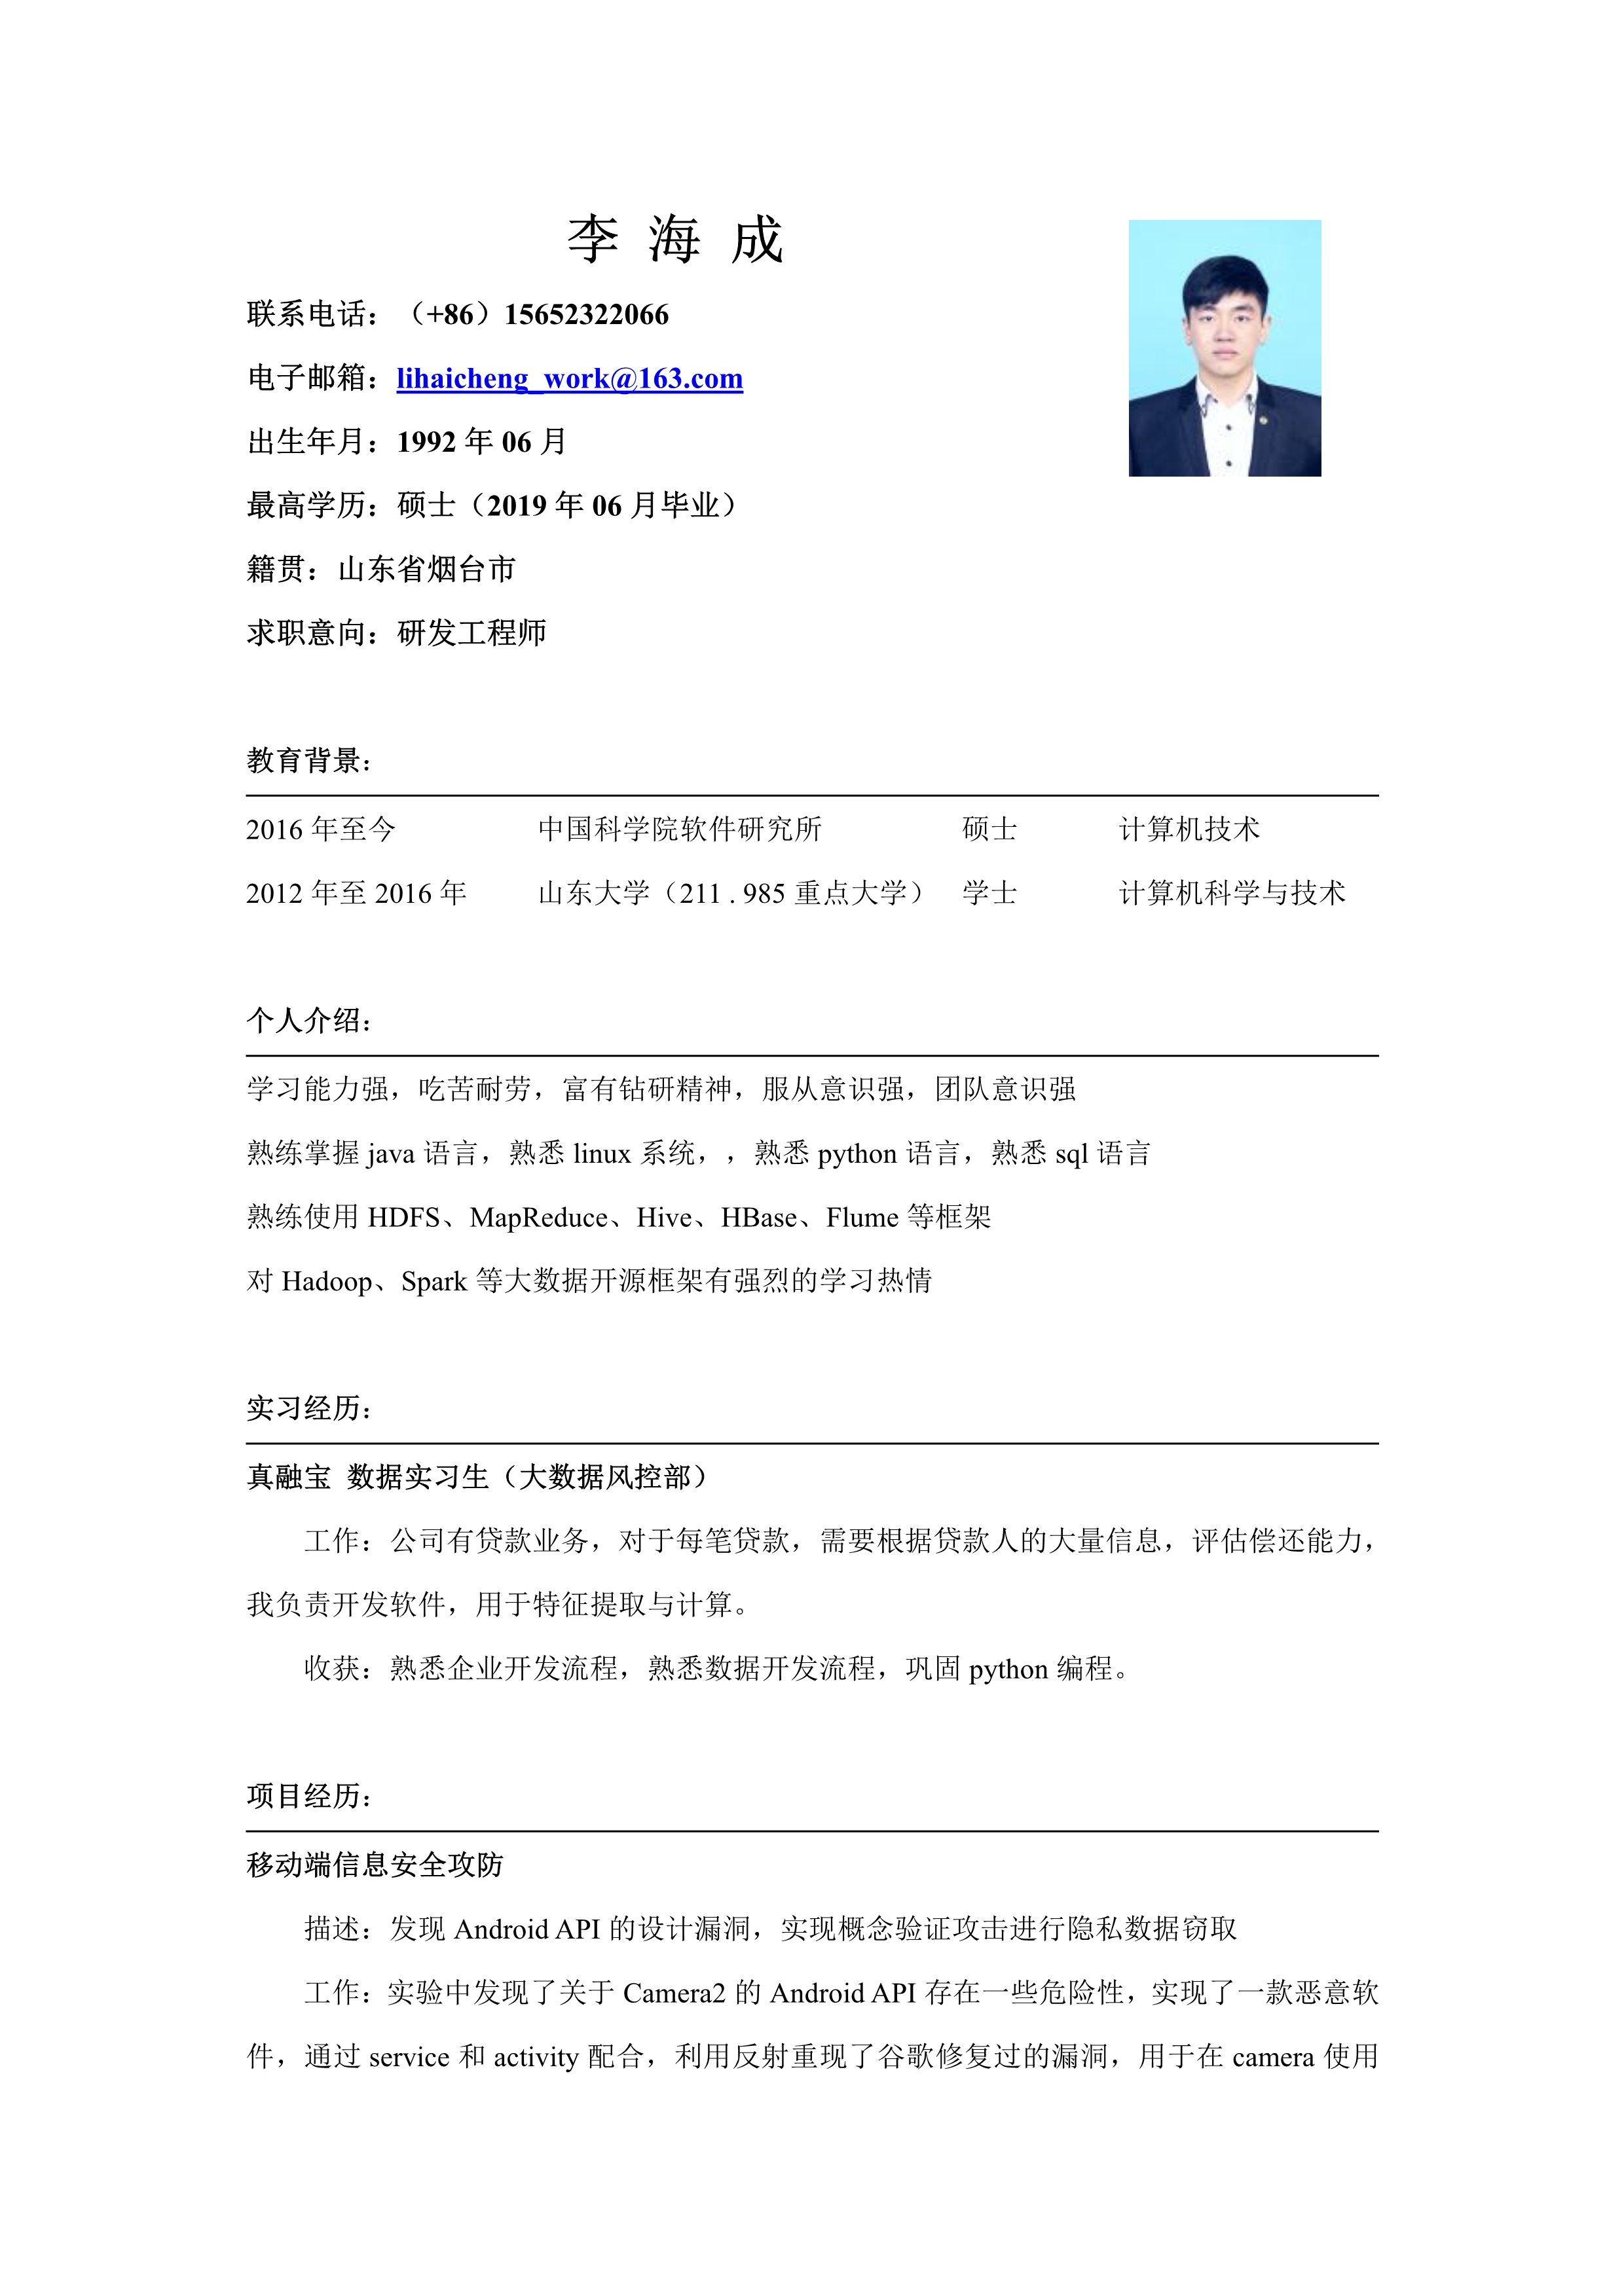 李 海 成
联系电话：（+86）15652322066
电子邮箱：lihaicheng_work@163.com
出生年月：1992 年 06 月
最高学历：硕士（2019 年 06 月毕业）
籍贯：山东省烟台市
求职意向：研发工程师
教育背景：
2016 年至今 中国科学院软件研究所 硕士 计算机技术
2012 年至 2016 年 山东大学（211 . 985 重点大学） 学士 计算机科学与技术
个人介绍：
学习能力强，吃苦耐劳，富有钻研精神，服从意识强，团队意识强
熟练掌握 java 语言，熟悉 linux 系统，，熟悉 python 语言，熟悉 sql 语言
熟练使用 HDFS、MapReduce、Hive、HBase、Flume 等框架
对 Hadoop、Spark 等大数据开源框架有强烈的学习热情
实习经历：
真融宝 数据实习生（大数据风控部）
工作：公司有贷款业务，对于每笔贷款，需要根据贷款人的大量信息，评估偿还能力，
我负责开发软件，用于特征提取与计算。
收获：熟悉企业开发流程，熟悉数据开发流程，巩固 python 编程。
项目经历：
移动端信息安全攻防
描述：发现 Android API 的设计漏洞，实现概念验证攻击进行隐私数据窃取
工作：实验中发现了关于 Camera2 的 Android API 存在一些危险性，实现了一款恶意软
件，通过 service 和 activity 配合，利用反射重现了谷歌修复过的漏洞，用于在 camera 使用